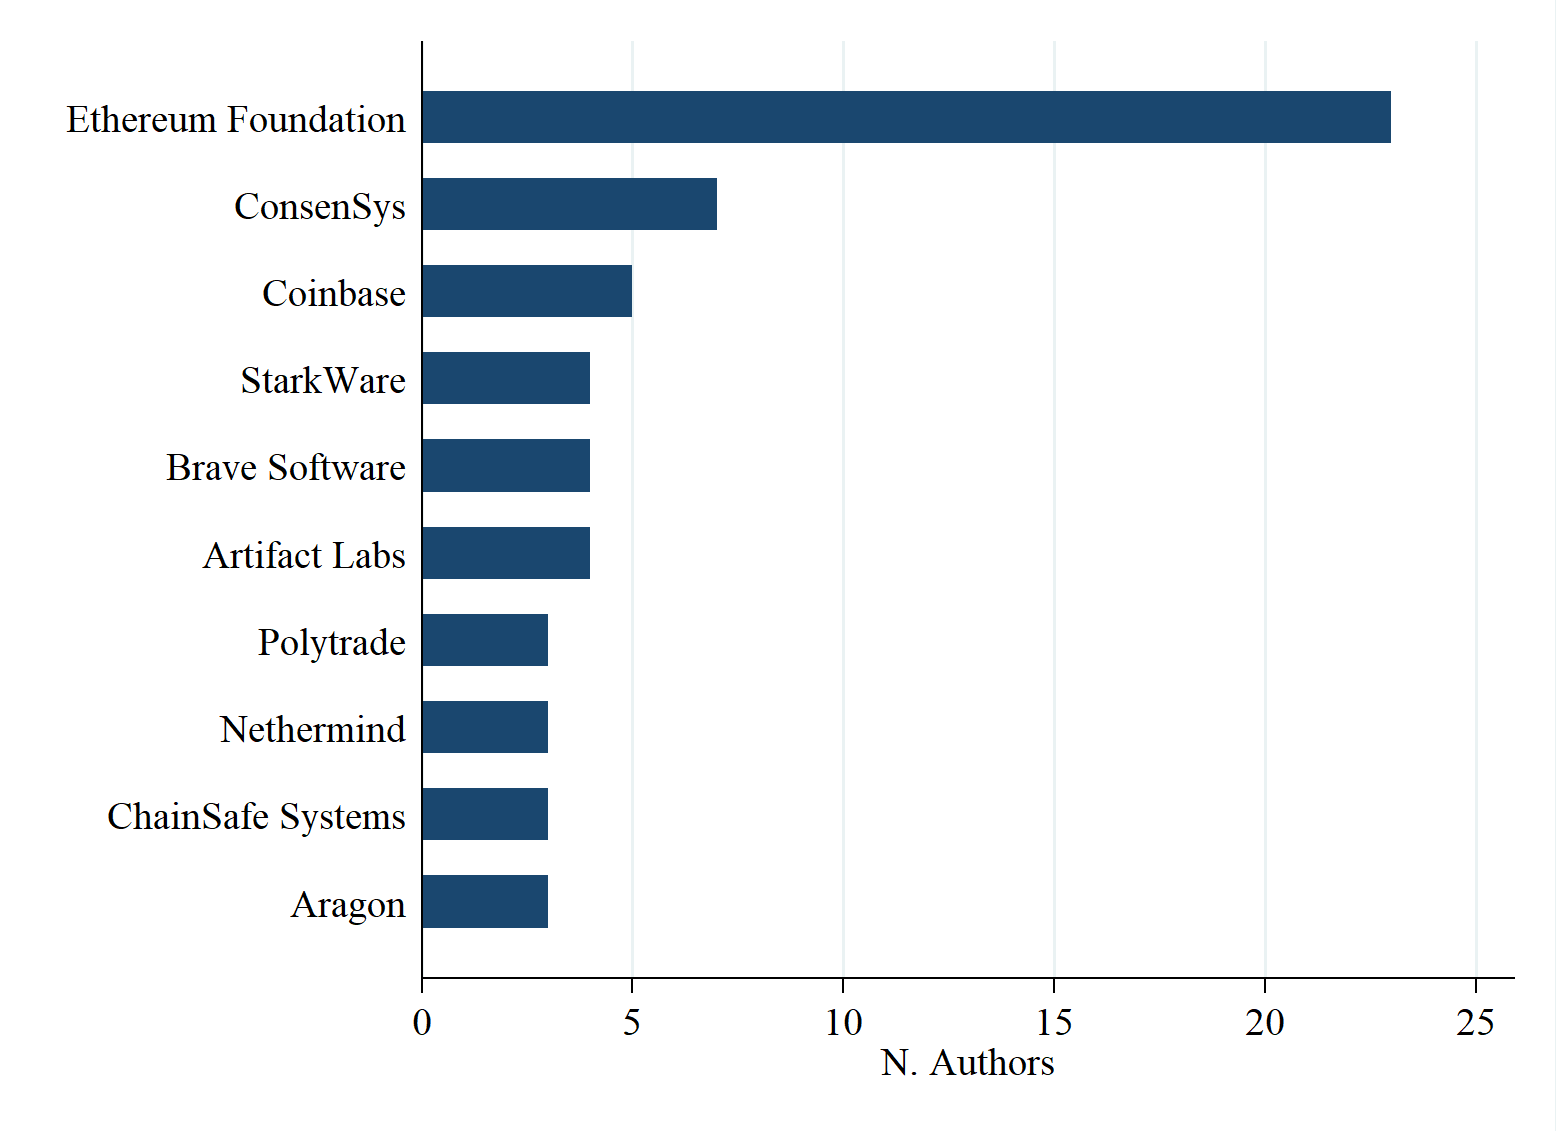 Ethereum Foundation
ConsenSys
Coinbase
StarkWare
Brave Software
Artifact Labs
Polytrade
Nethermind
ChainSafe Systems
Aragon
0 5 10 15 20 25
N. Authors